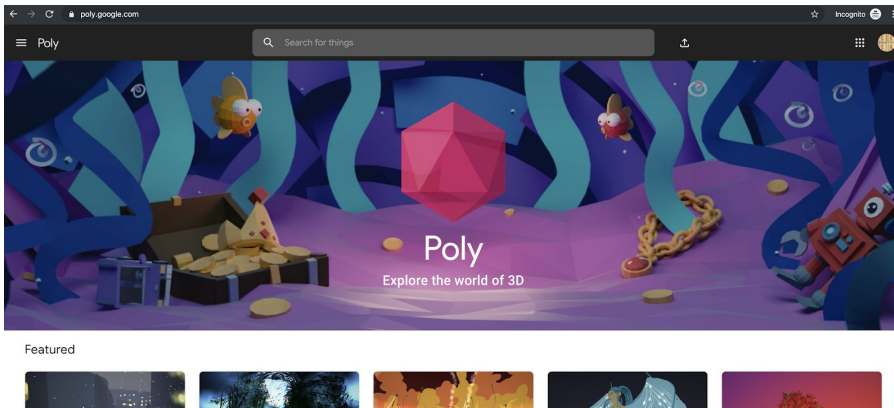 poly.google.com
Incognito
Poly
Search for things
Poly
Explore the world of 3D
Featured